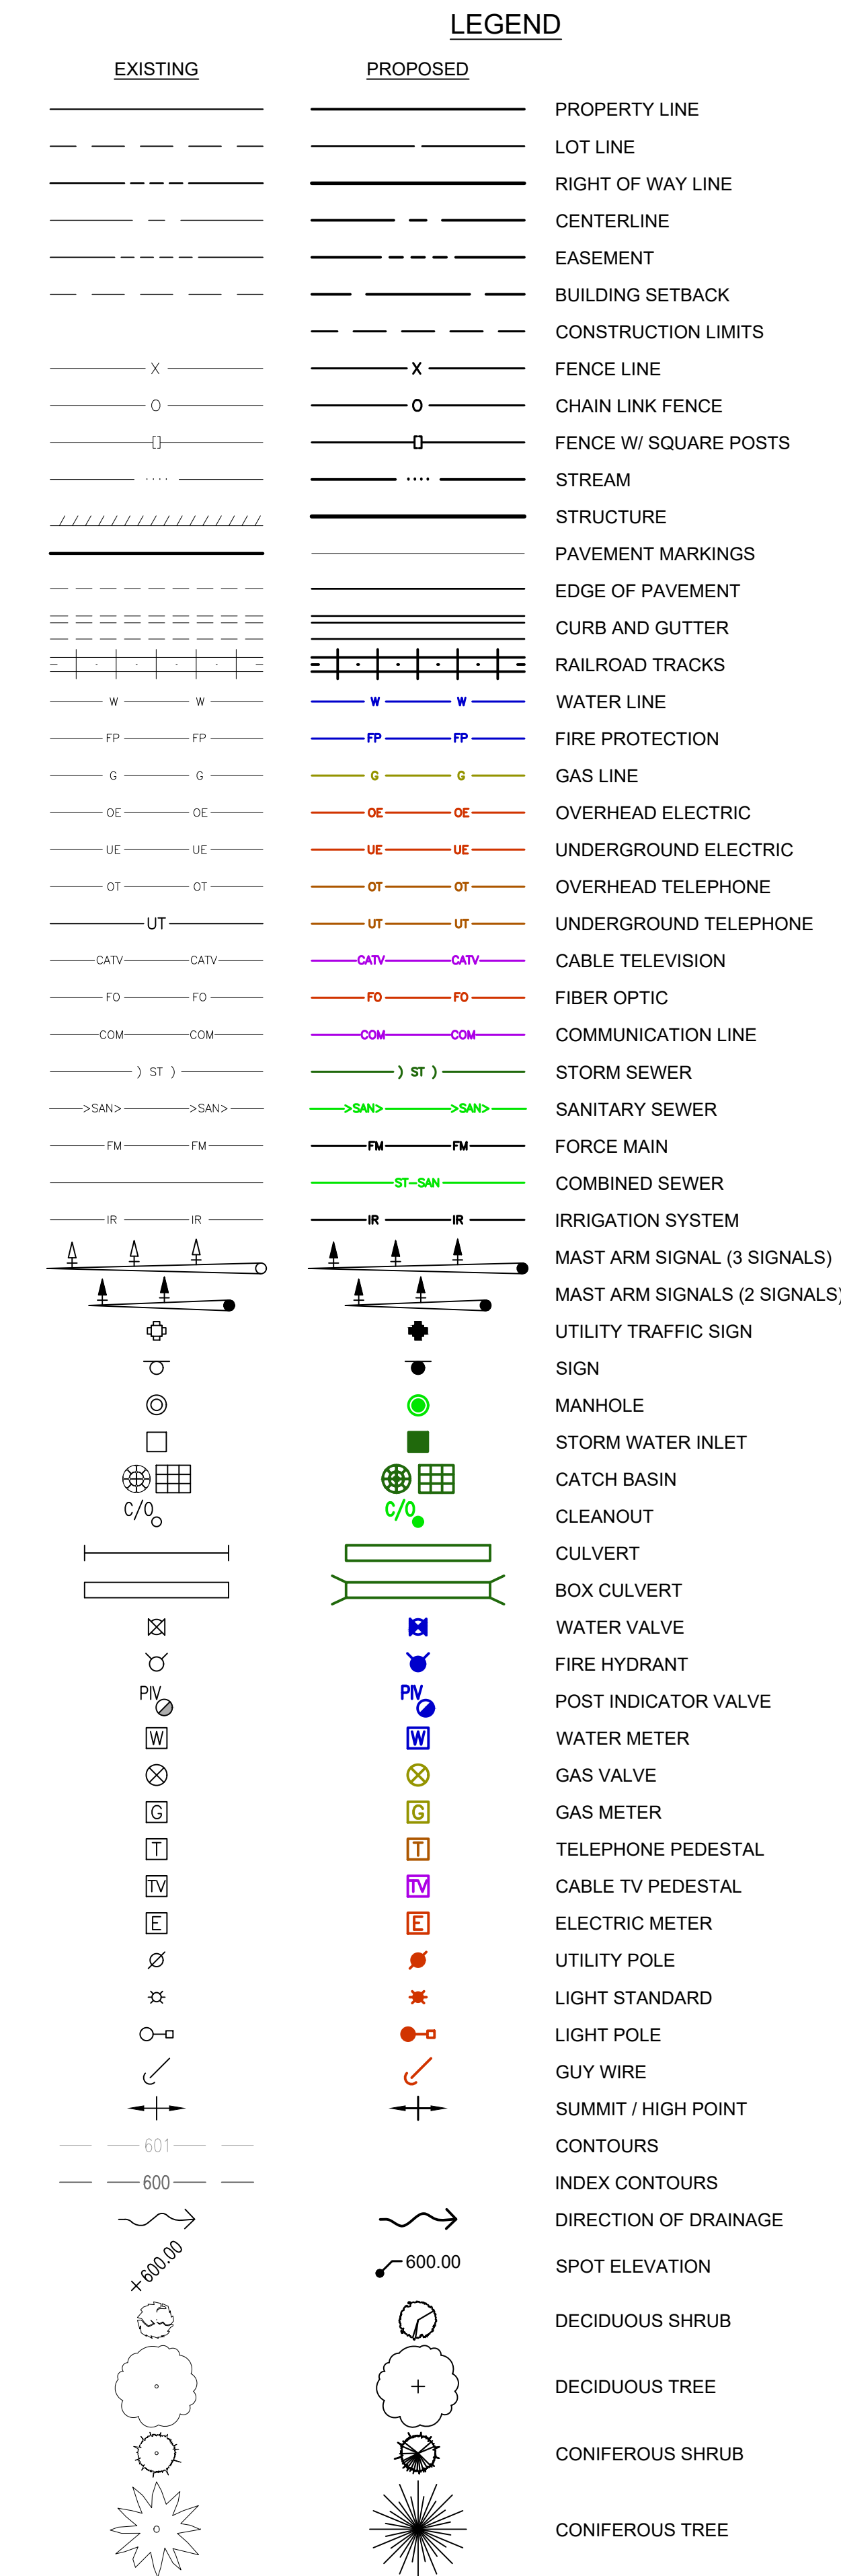 LEGEND
EXISTING PROPOSED
PROPERTY LINE
LOT LINE
RIGHT OF WAY LINE
CENTERLINE
EASEMENT
BUILDING SETBACK
CONSTRUCTION LIMITS
X X FENCE LINE
O O CHAIN LINK FENCE
[] [] FENCE W/ SQUARE POSTS
STREAM
STRUCTURE
PAVEMENT MARKINGS
EDGE OF PAVEMENT
CURB AND GUTTER
RAILROAD TRACKS
W W W W WATER LINE
FP FP FP FP FIRE PROTECTION
G G G G GAS LINE
OE OE OE OE OVERHEAD ELECTRIC
UE UE UE UE UNDERGROUND ELECTRIC
OT OT OT OT OVERHEAD TELEPHONE
UT UT UT UNDERGROUND TELEPHONE
CATV CATV CATV CATV CABLE TELEVISION
FO FO FO FO FIBER OPTIC
COM COM COM COM COMMUNICATION LINE
) ST ) ) ST ) STORM SEWER
>SAN> >SAN> >SAN> >SAN> SANITARY SEWER
FM FM FM FM FORCE MAIN
ST-SAN COMBINED SEWER
IR IR IR IR IRRIGATION SYSTEM
MAST ARM SIGNAL (3 SIGNALS)
MAST ARM SIGNALS (2 SIGNALS)
UTILITY TRAFFIC SIGN
SIGN
MANHOLE
STORM WATER INLET
CATCH BASIN
C/O C/O CLEANOUT
CULVERT
BOX CULVERT
WATER VALVE
FIRE HYDRANT
PIV PIV POST INDICATOR VALVE
W W WATER METER
GAS VALVE
G G GAS METER
T T TELEPHONE PEDESTAL
TV TV CABLE TV PEDESTAL
E E ELECTRIC METER
UTILITY POLE
LIGHT STANDARD
LIGHT POLE
GUY WIRE
SUMMIT / HIGH POINT
601 CONTOURS
600 INDEX CONTOURS
DIRECTION OF DRAINAGE
+600.00 600.00 SPOT ELEVATION
DECIDUOUS SHRUB
DECIDUOUS TREE
CONIFEROUS SHRUB
CONIFEROUS TREE